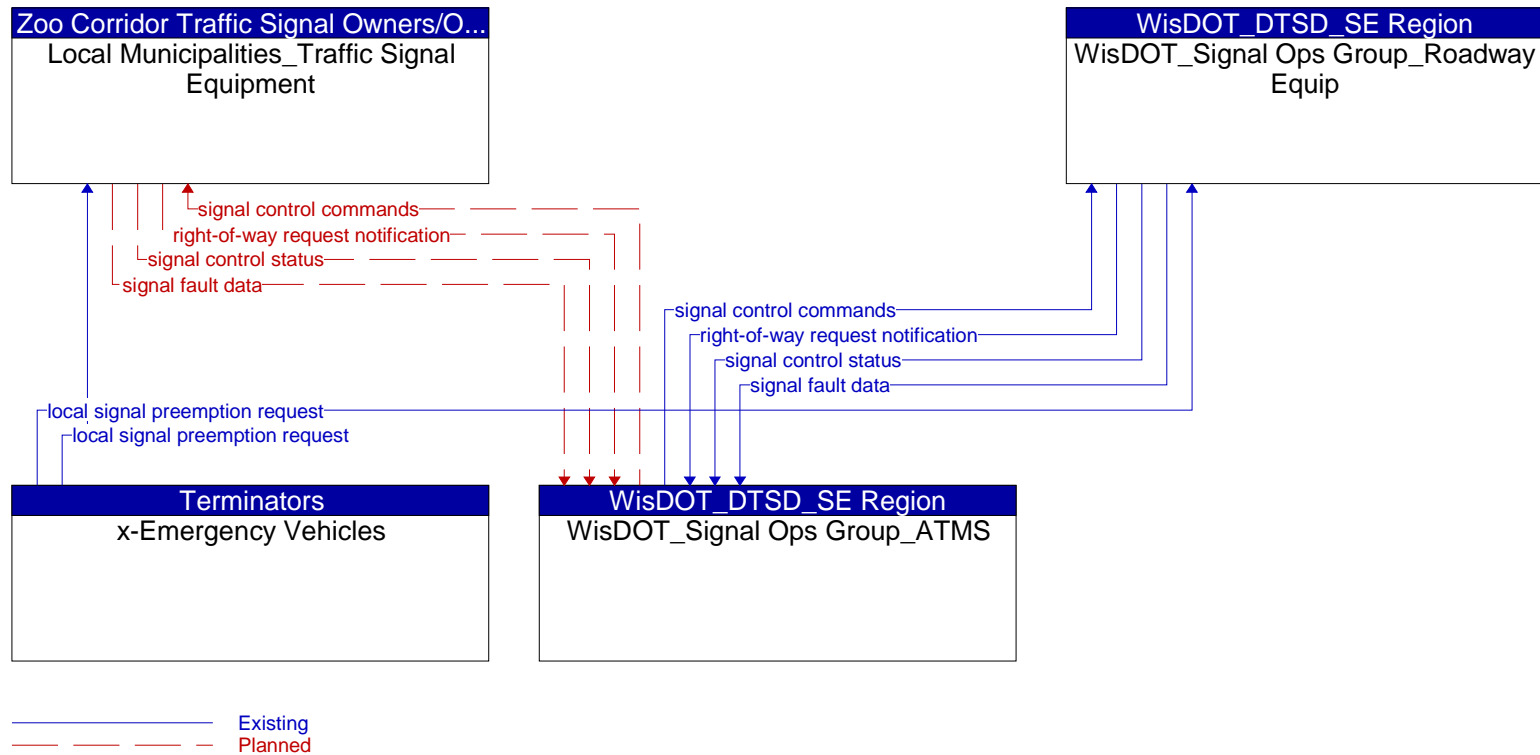 Zoo Corridor Traffic Signal Owners/O...
Local Municipalities_Traffic Signal
Equipment
WisDOT_DTSD_SE Region
WisDOT_Signal Ops Group_Roadway
Equip
signal control commands
right-of-way request notification
signal control status
signal fault data
signal control commands
right-of-way request notification
signal control status
signal fault data
local signal preemption request
local signal preemption request
Terminators
x-Emergency Vehicles
WisDOT_DTSD_SE Region
WisDOT_Signal Ops Group_ATMS
Existing
Planned